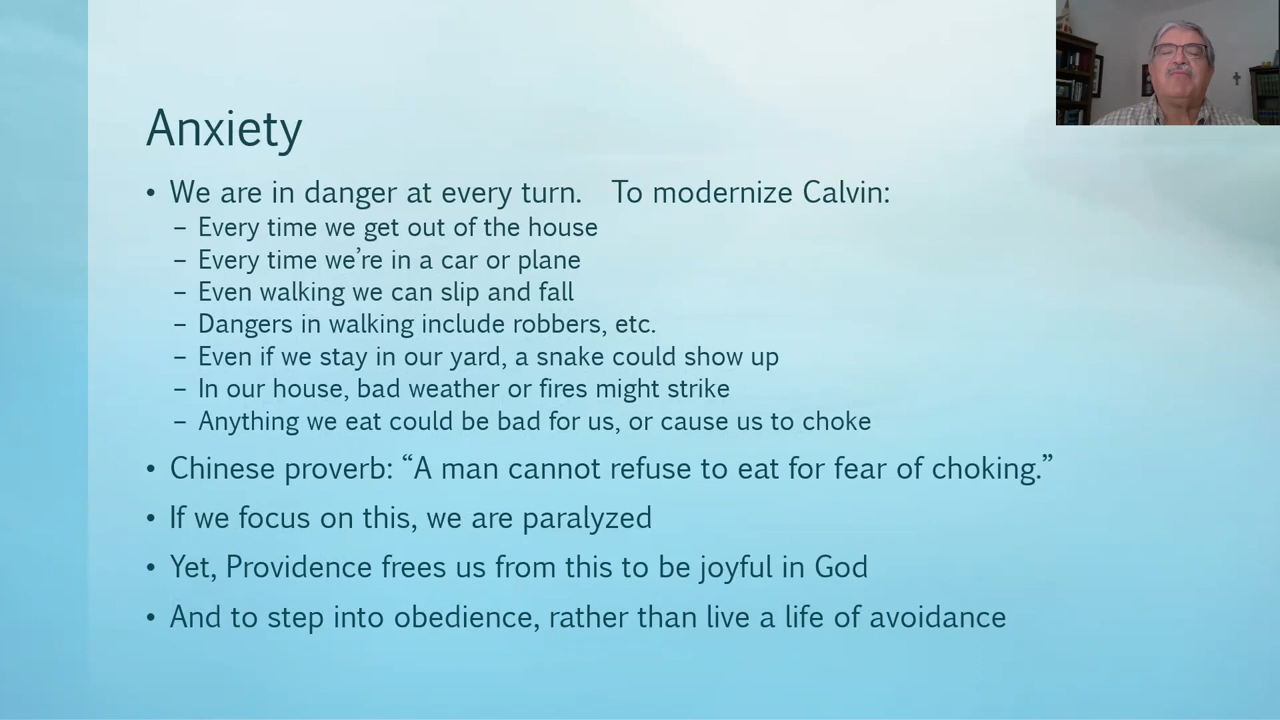 Anxiety
• We are in danger at every turn. To modernize Calvin:
– Every time we get out of the house
– Every time we’re in a car or plane
– Even walking we can slip and fall
– Dangers in walking include robbers, etc.
– Even if we stay in our yard, a snake could show up
– In our house, bad weather or fires might strike
– Anything we eat could be bad for us, or cause us to choke
• Chinese proverb: “A man cannot refuse to eat for fear of choking.”
• If we focus on this, we are paralyzed
• Yet, Providence frees us from this to be joyful in God
• And to step into obedience, rather than live a life of avoidance